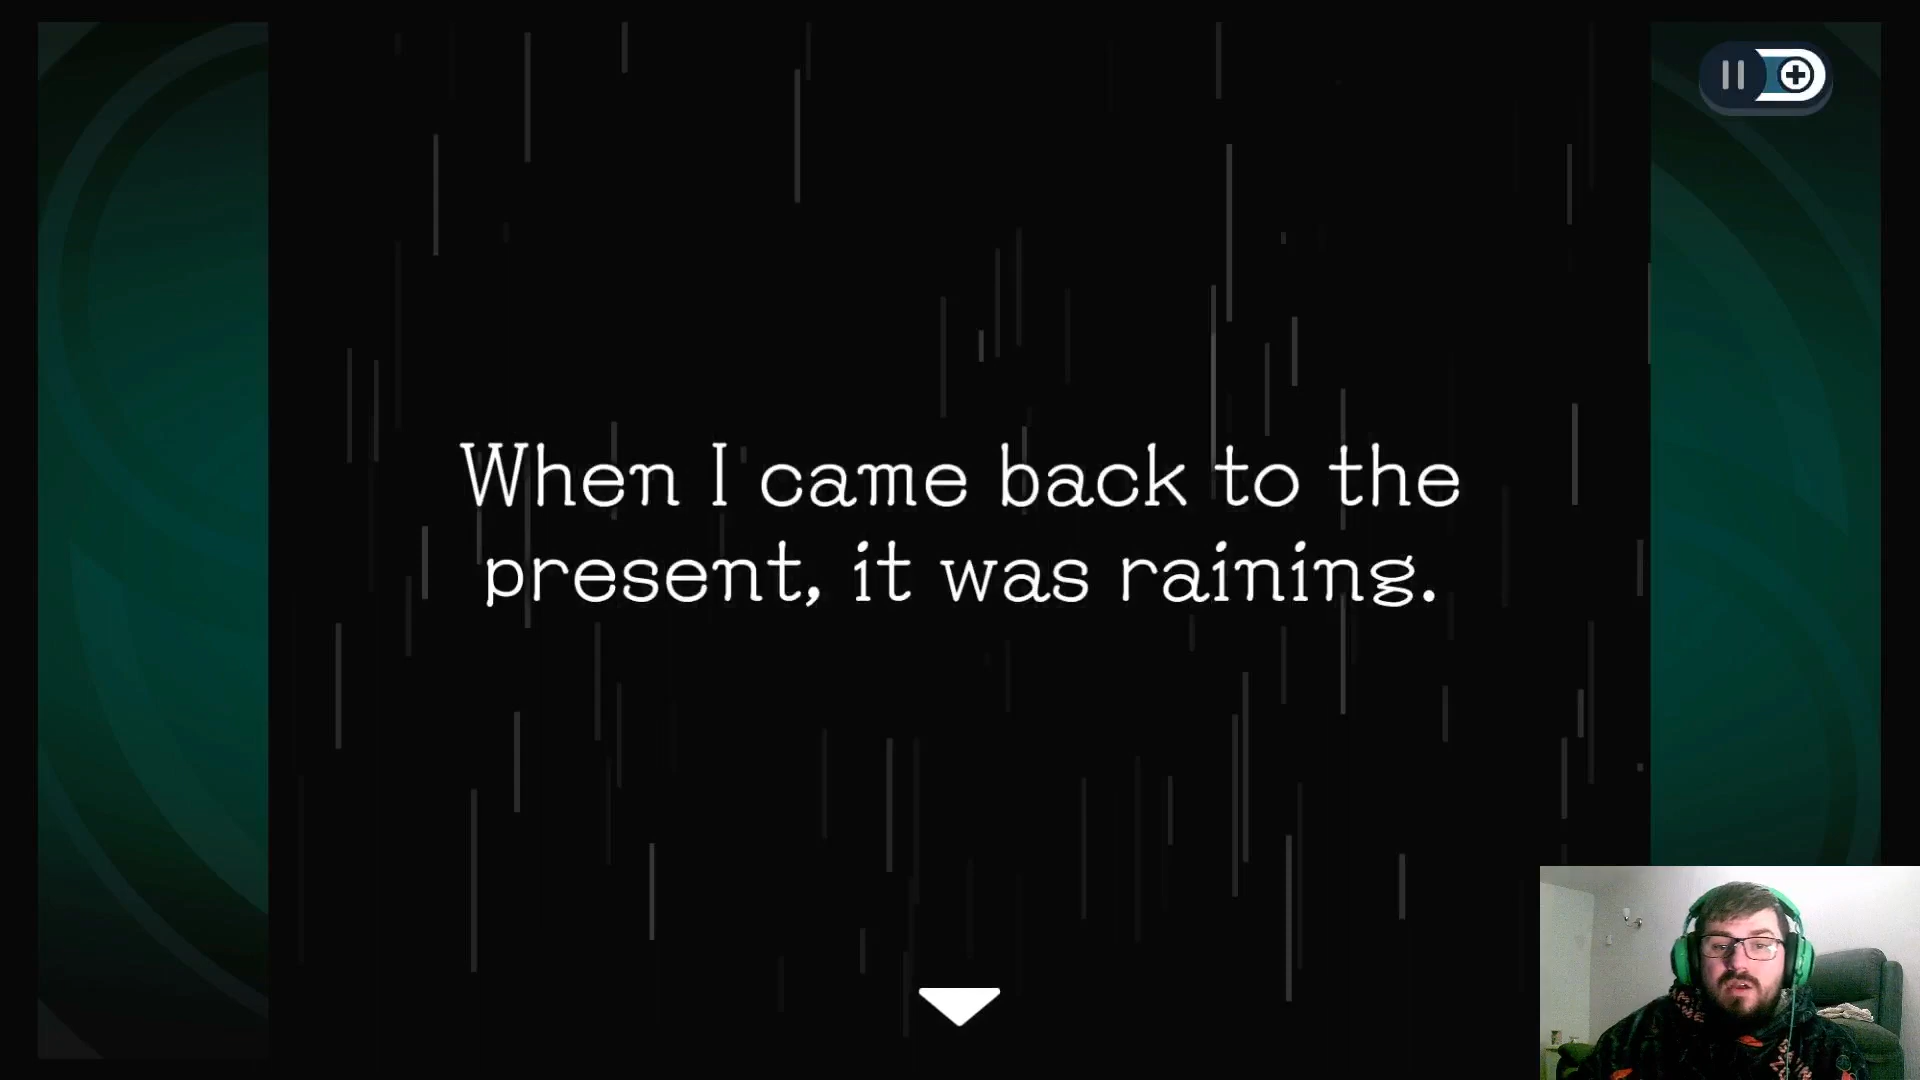 When I came back to the
present, it was raining.